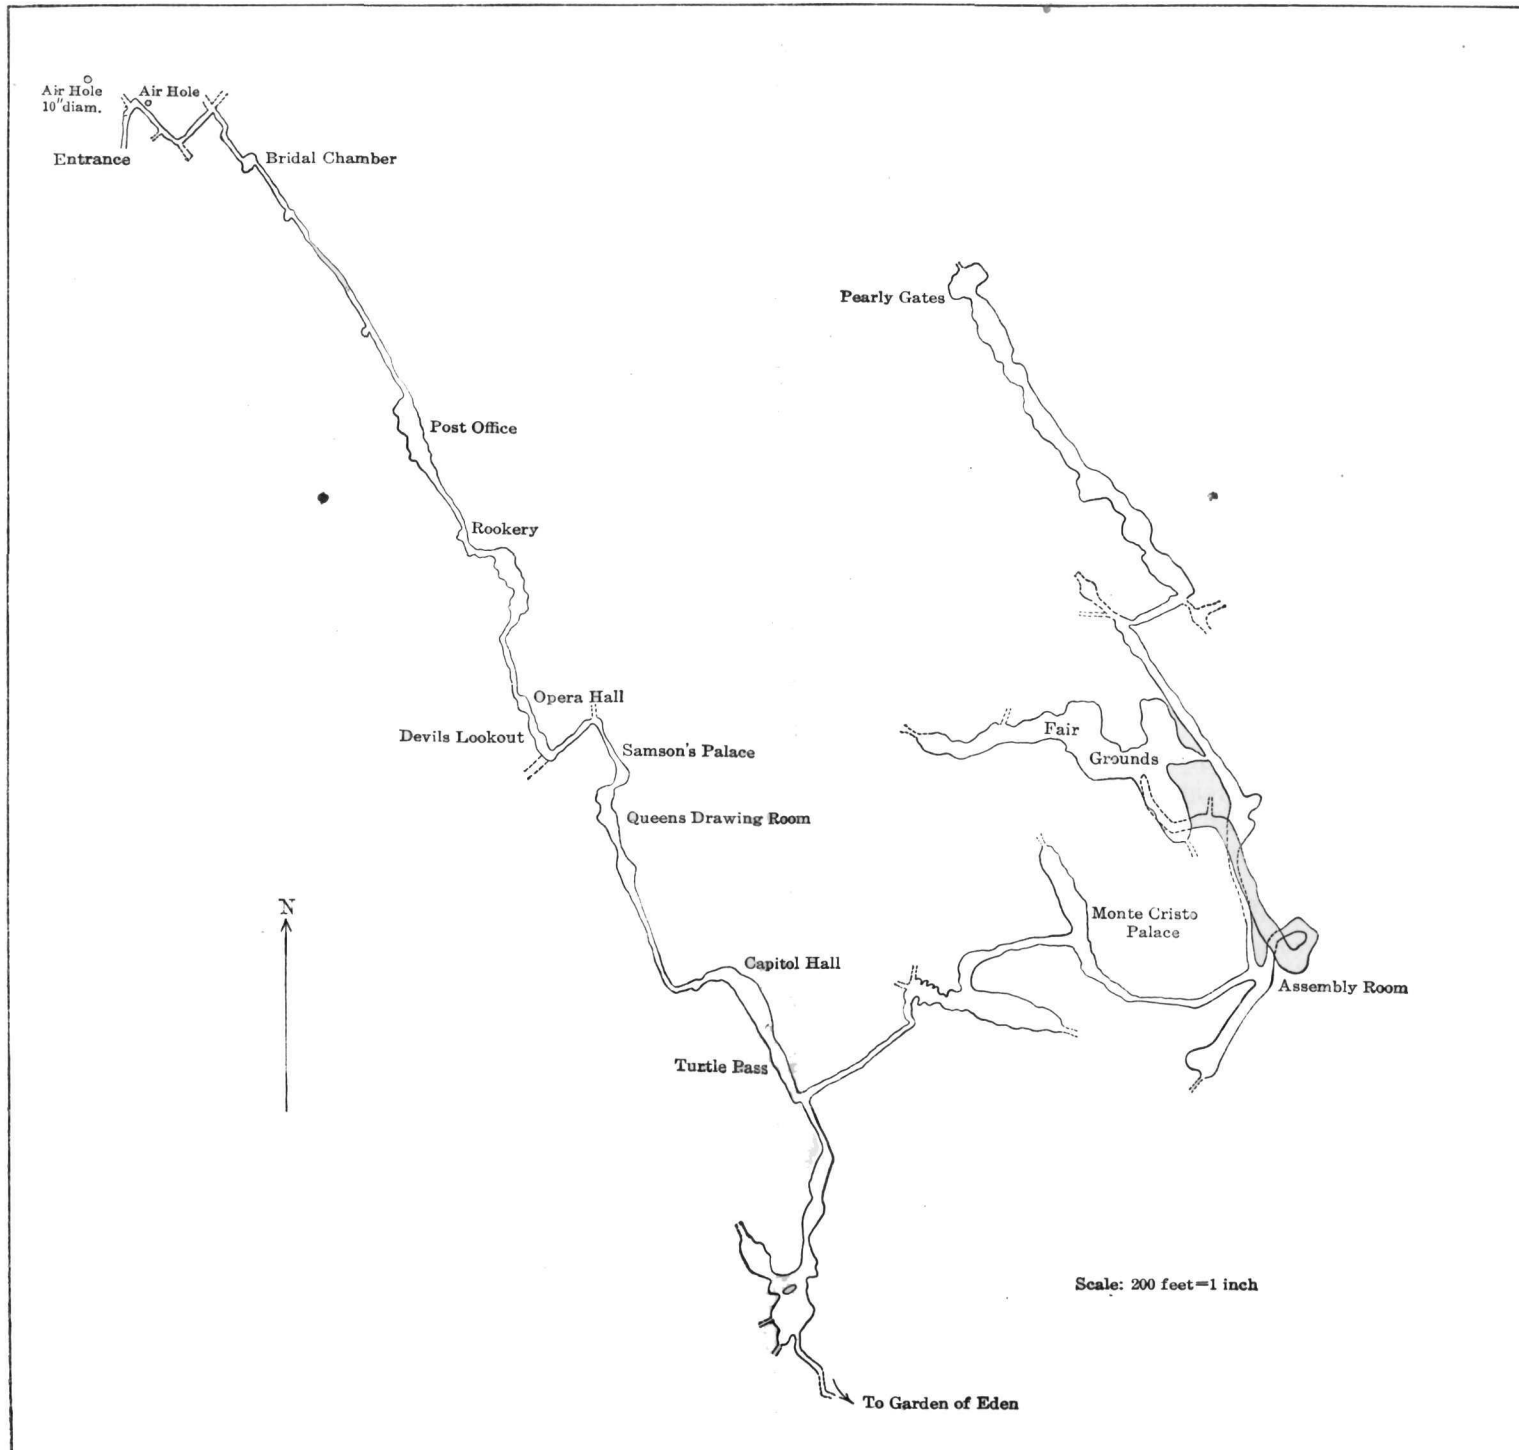 Air Hole
10" diam.
Air Hole
Entrance
Bridal Chamber
Pearly Gates
Post Office
Rookery
Opera Hall
Devils Lookout
Samson's Palace
Fair
Grounds
Queens Drawing Room
N
Monte Cristo
Palace
Capitol Hall
Assembly Room
Turtle Pass
Scale: 200 feet=1 inch
To Garden of Eden